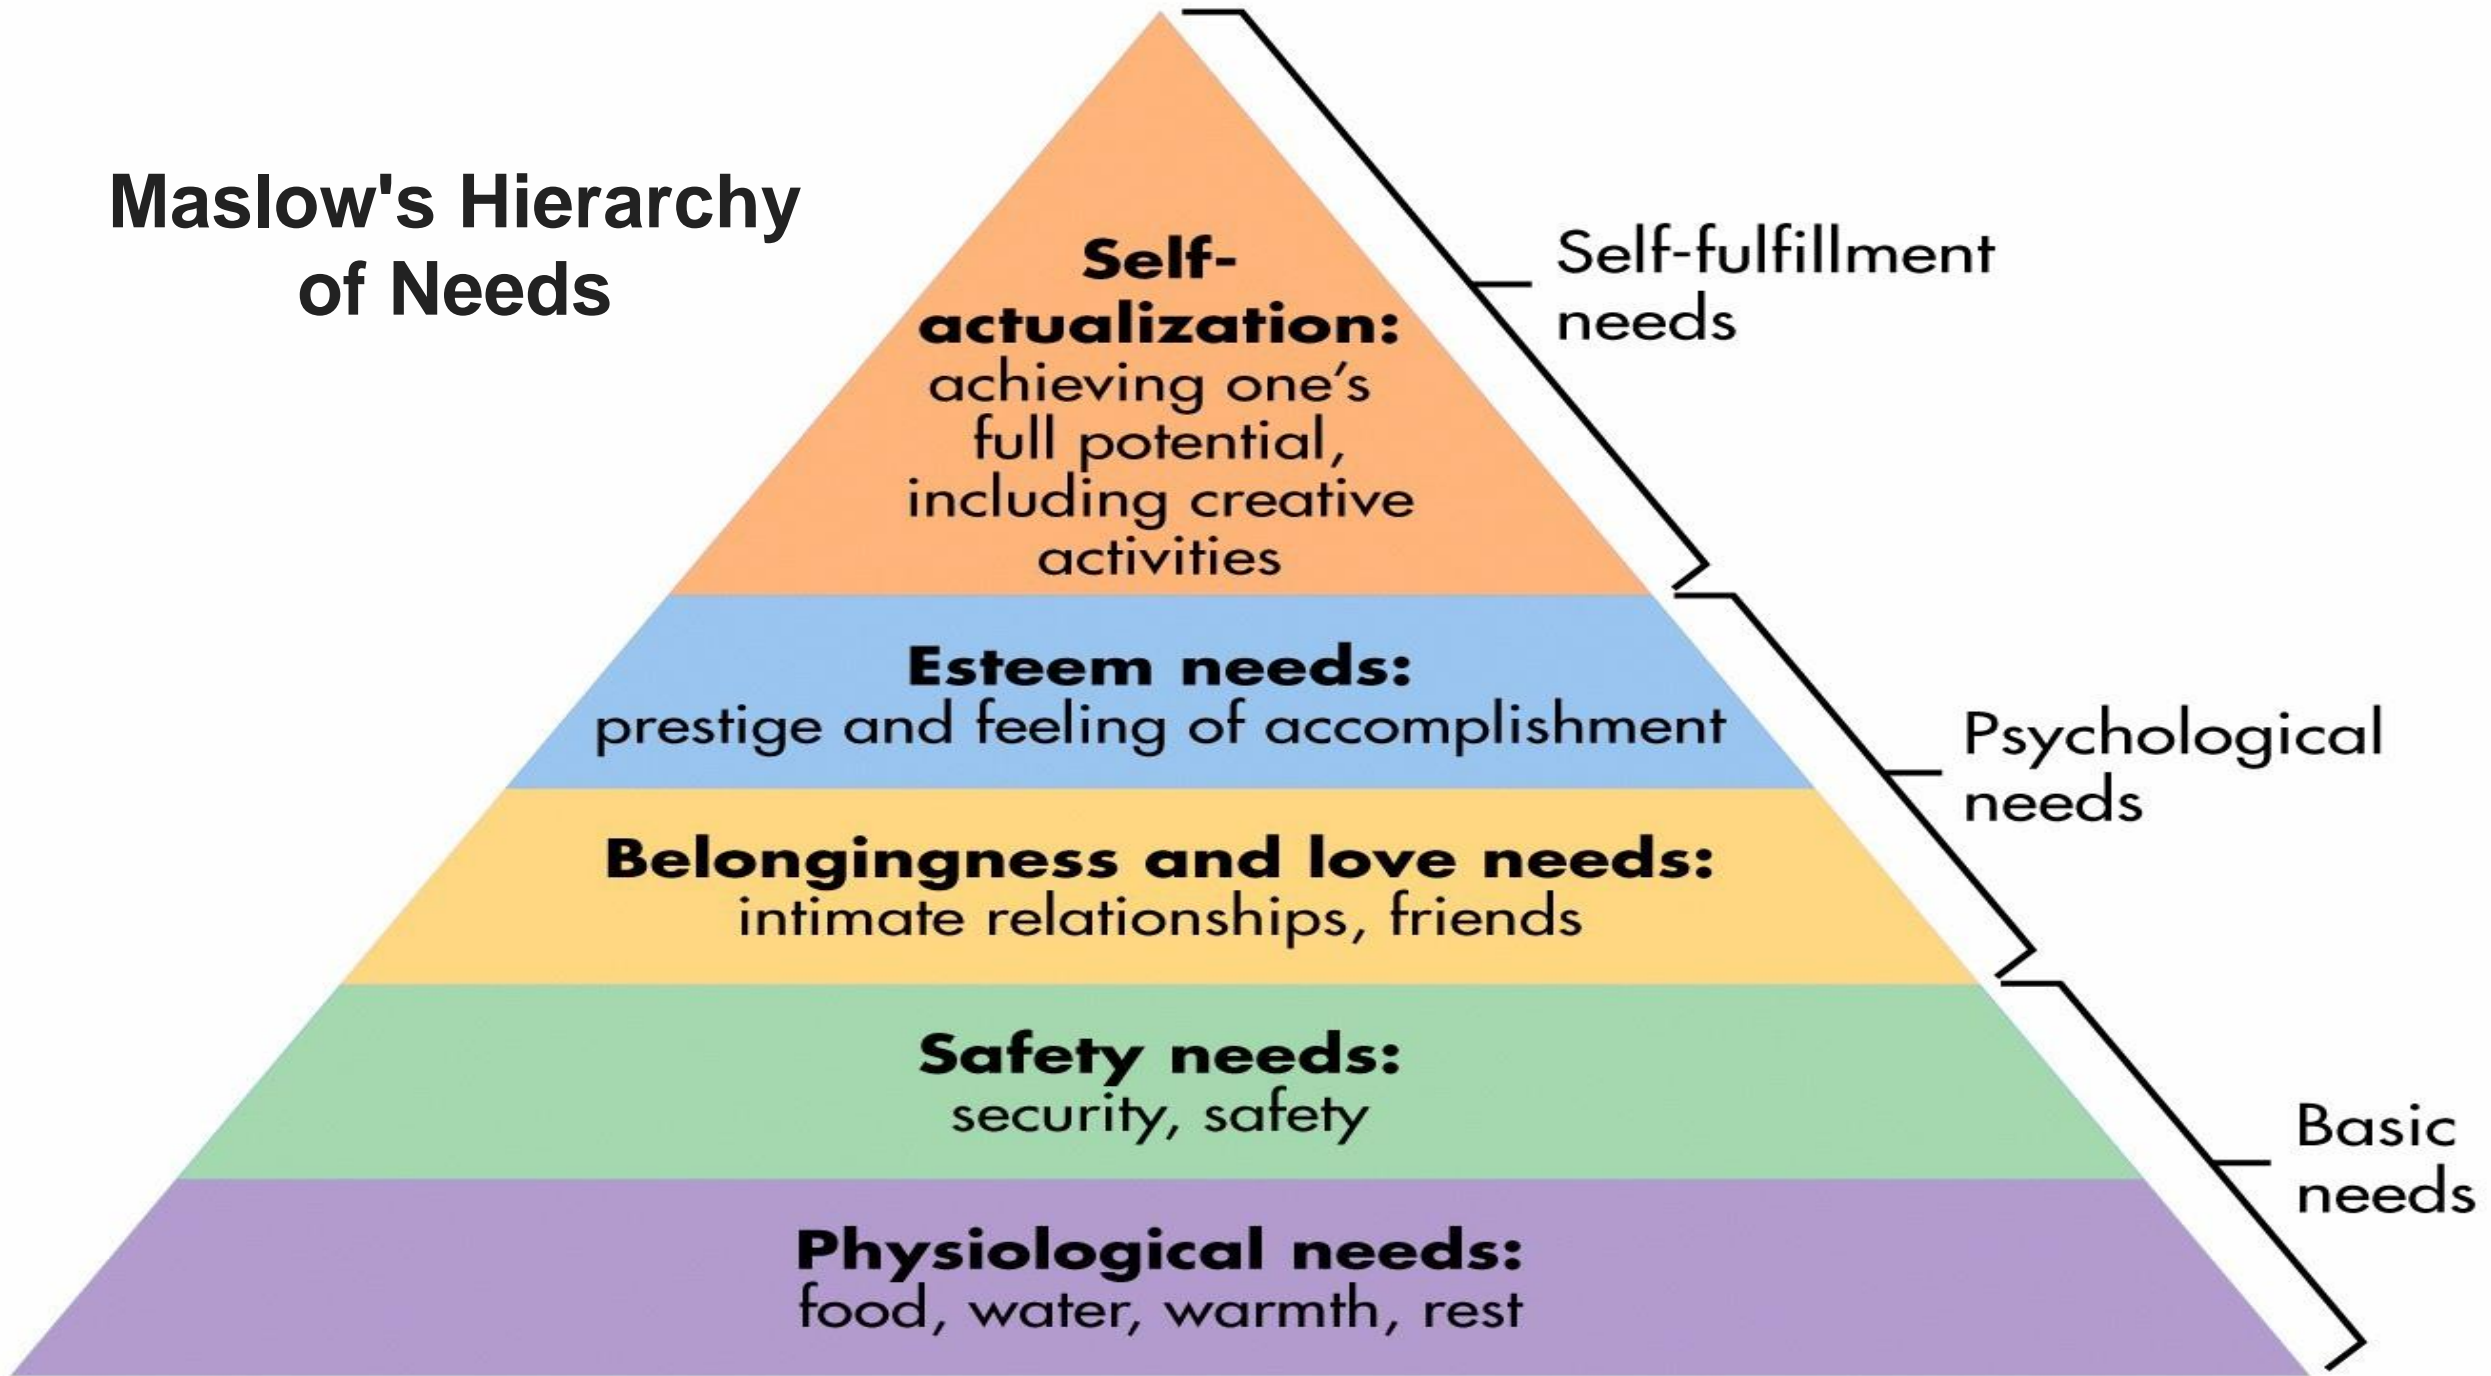 Maslow's Hierarchy
of Needs
Self-
actualization:
achieving one’s
full potential,
including creative
activities
Self-fulfillment
needs
Esteem needs:
prestige and feeling of accomplishment
Psychological
needs
Belongingness and love needs:
intimate relationships, friends
Safety needs:
security, safety
Basic
needs
Physiological needs:
food, water, warmth, rest